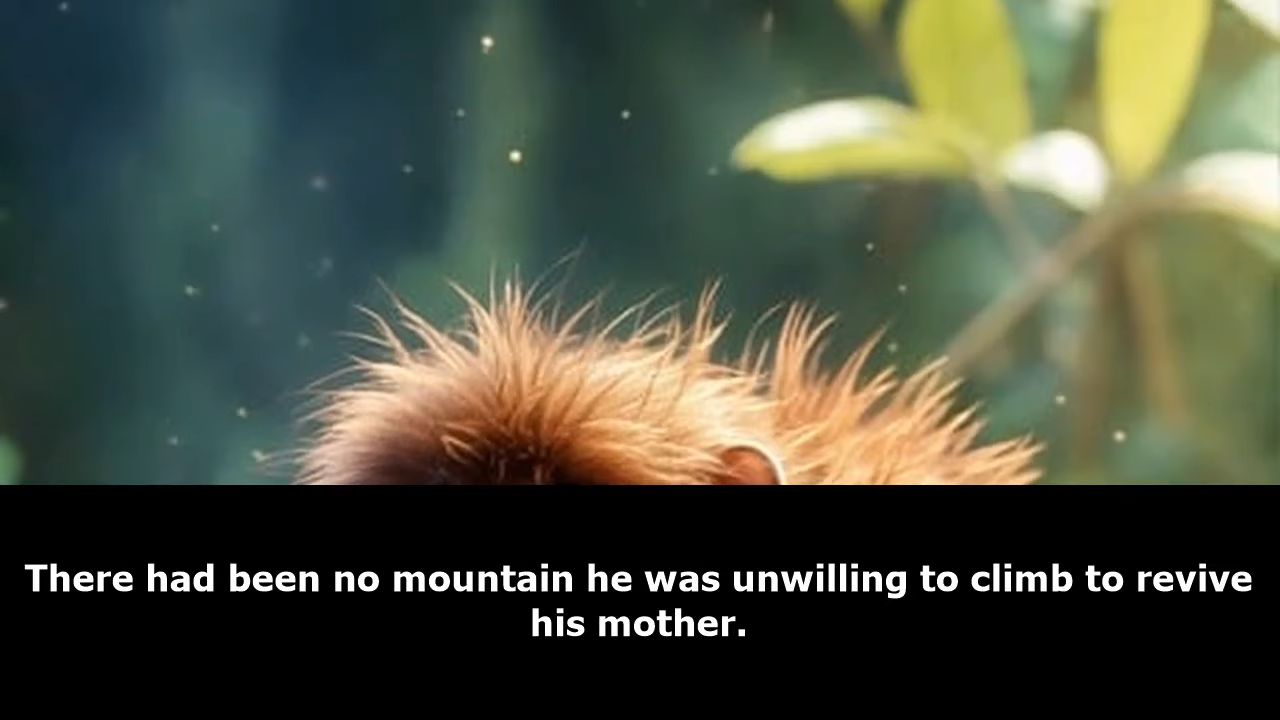 There had been no mountain he was unwilling to climb to revive
his mother.